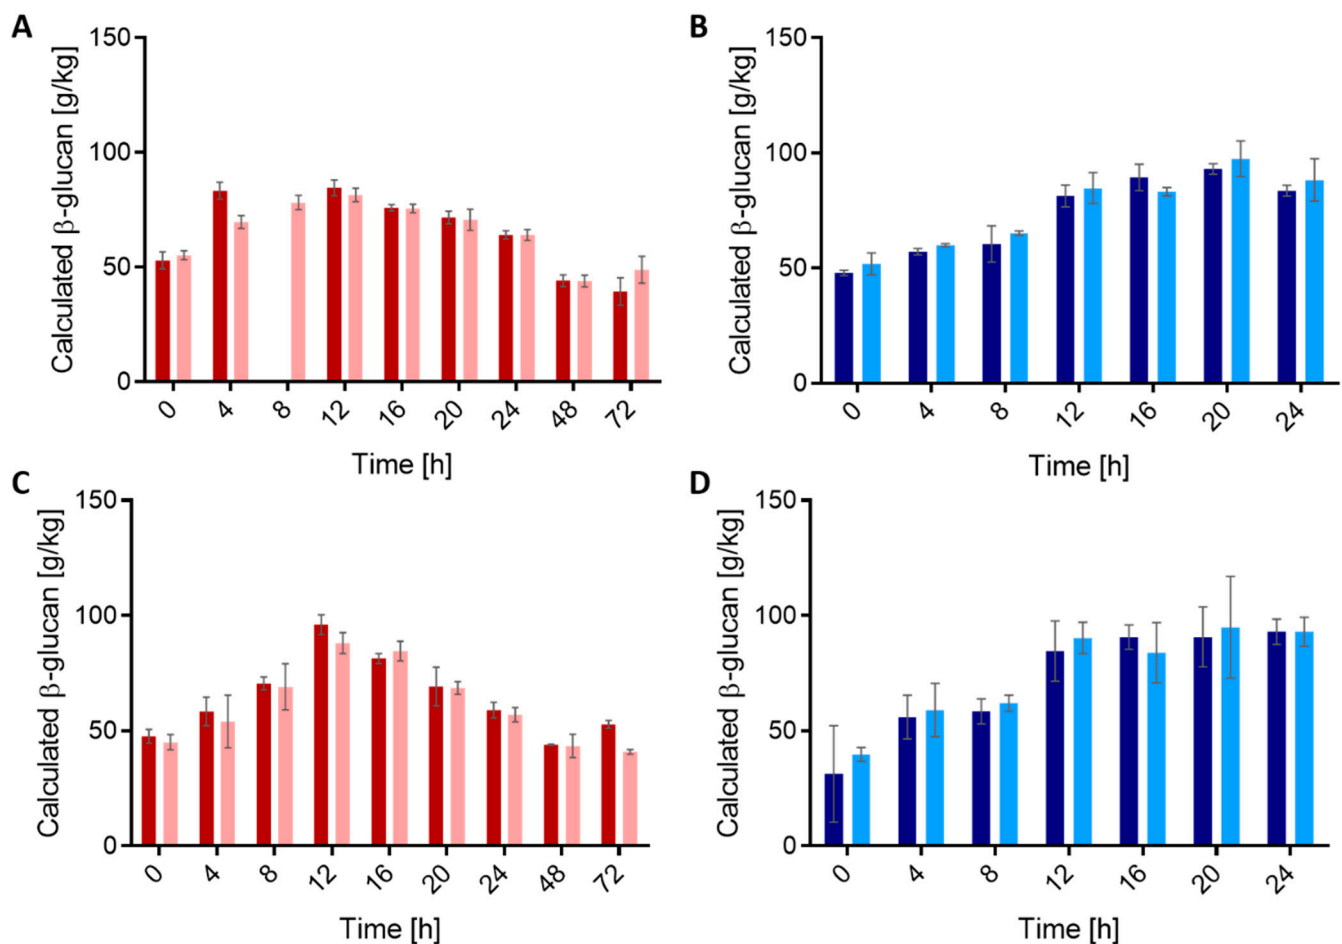 A
Calculated β-glucan [g/kg]
150
100
50
0
0 4 8 12 16 20 24 48 72
Time [h]
B
Calculated β-glucan [g/kg]
150
100
50
0
0 4 8 12 16 20 24
Time [h]
C
Calculated β-glucan [g/kg]
150
100
50
0
0 4 8 12 16 20 24 48 72
Time [h]
D
Calculated β-glucan [g/kg]
150
100
50
0
0 4 8 12 16 20 24
Time [h]